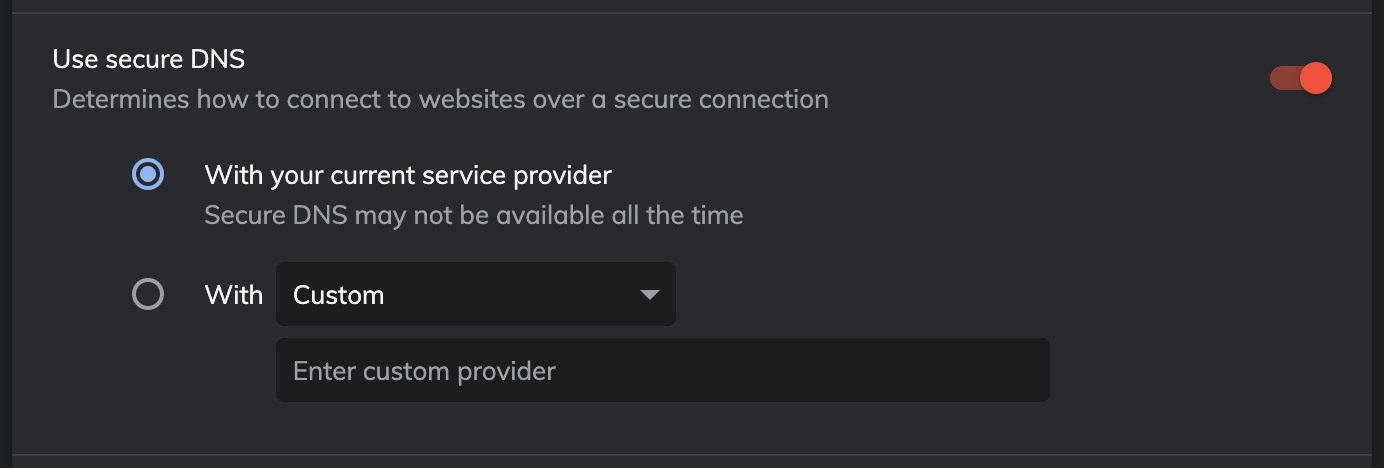 Use secure DNS
Determines how to connect to websites over a secure connection
With your current service provider
Secure DNS may not be available all the time
With Custom
Enter custom provider